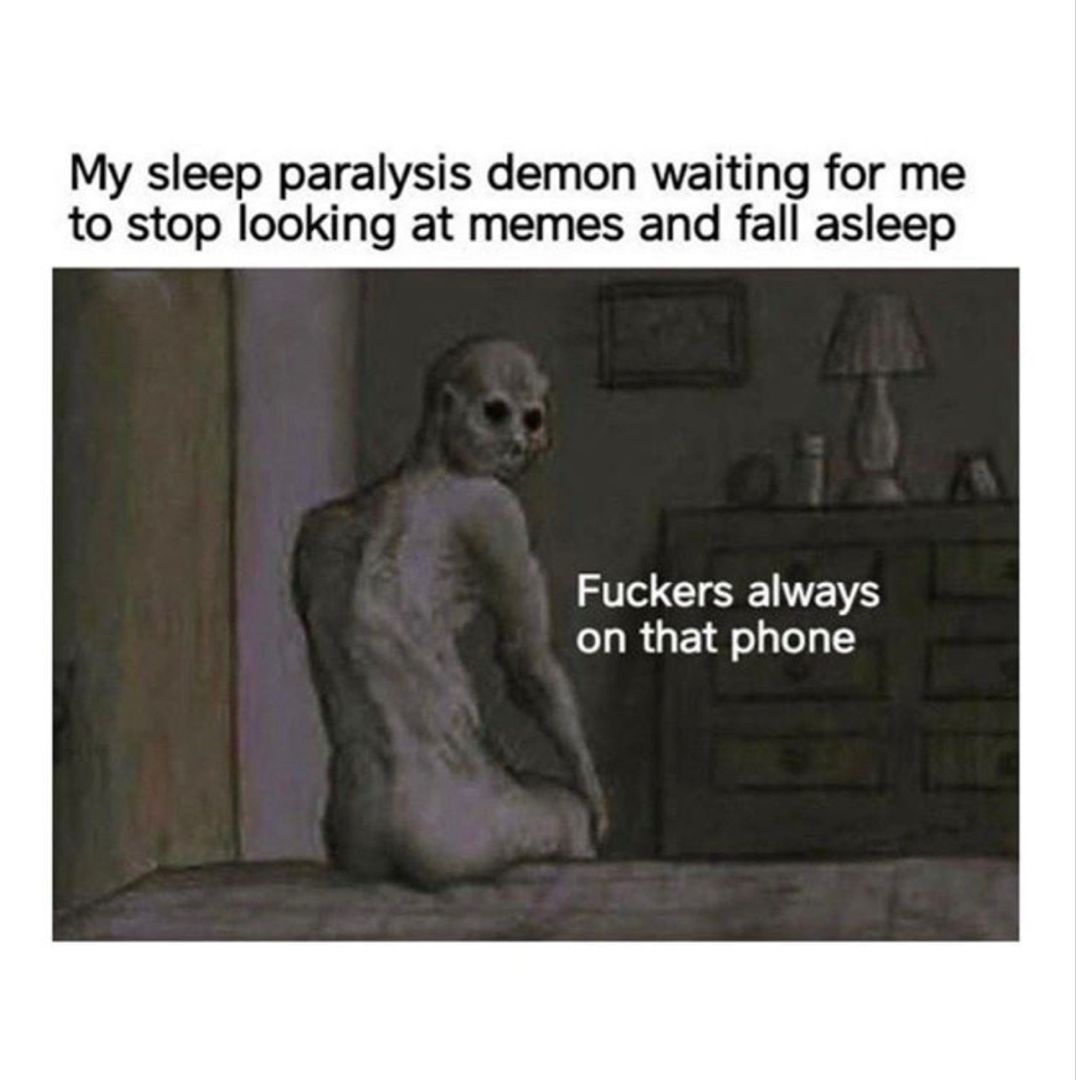 My sleep paralysis demon waiting for me
to stop looking at memes and fall asleep
Fuckers always
on that phone